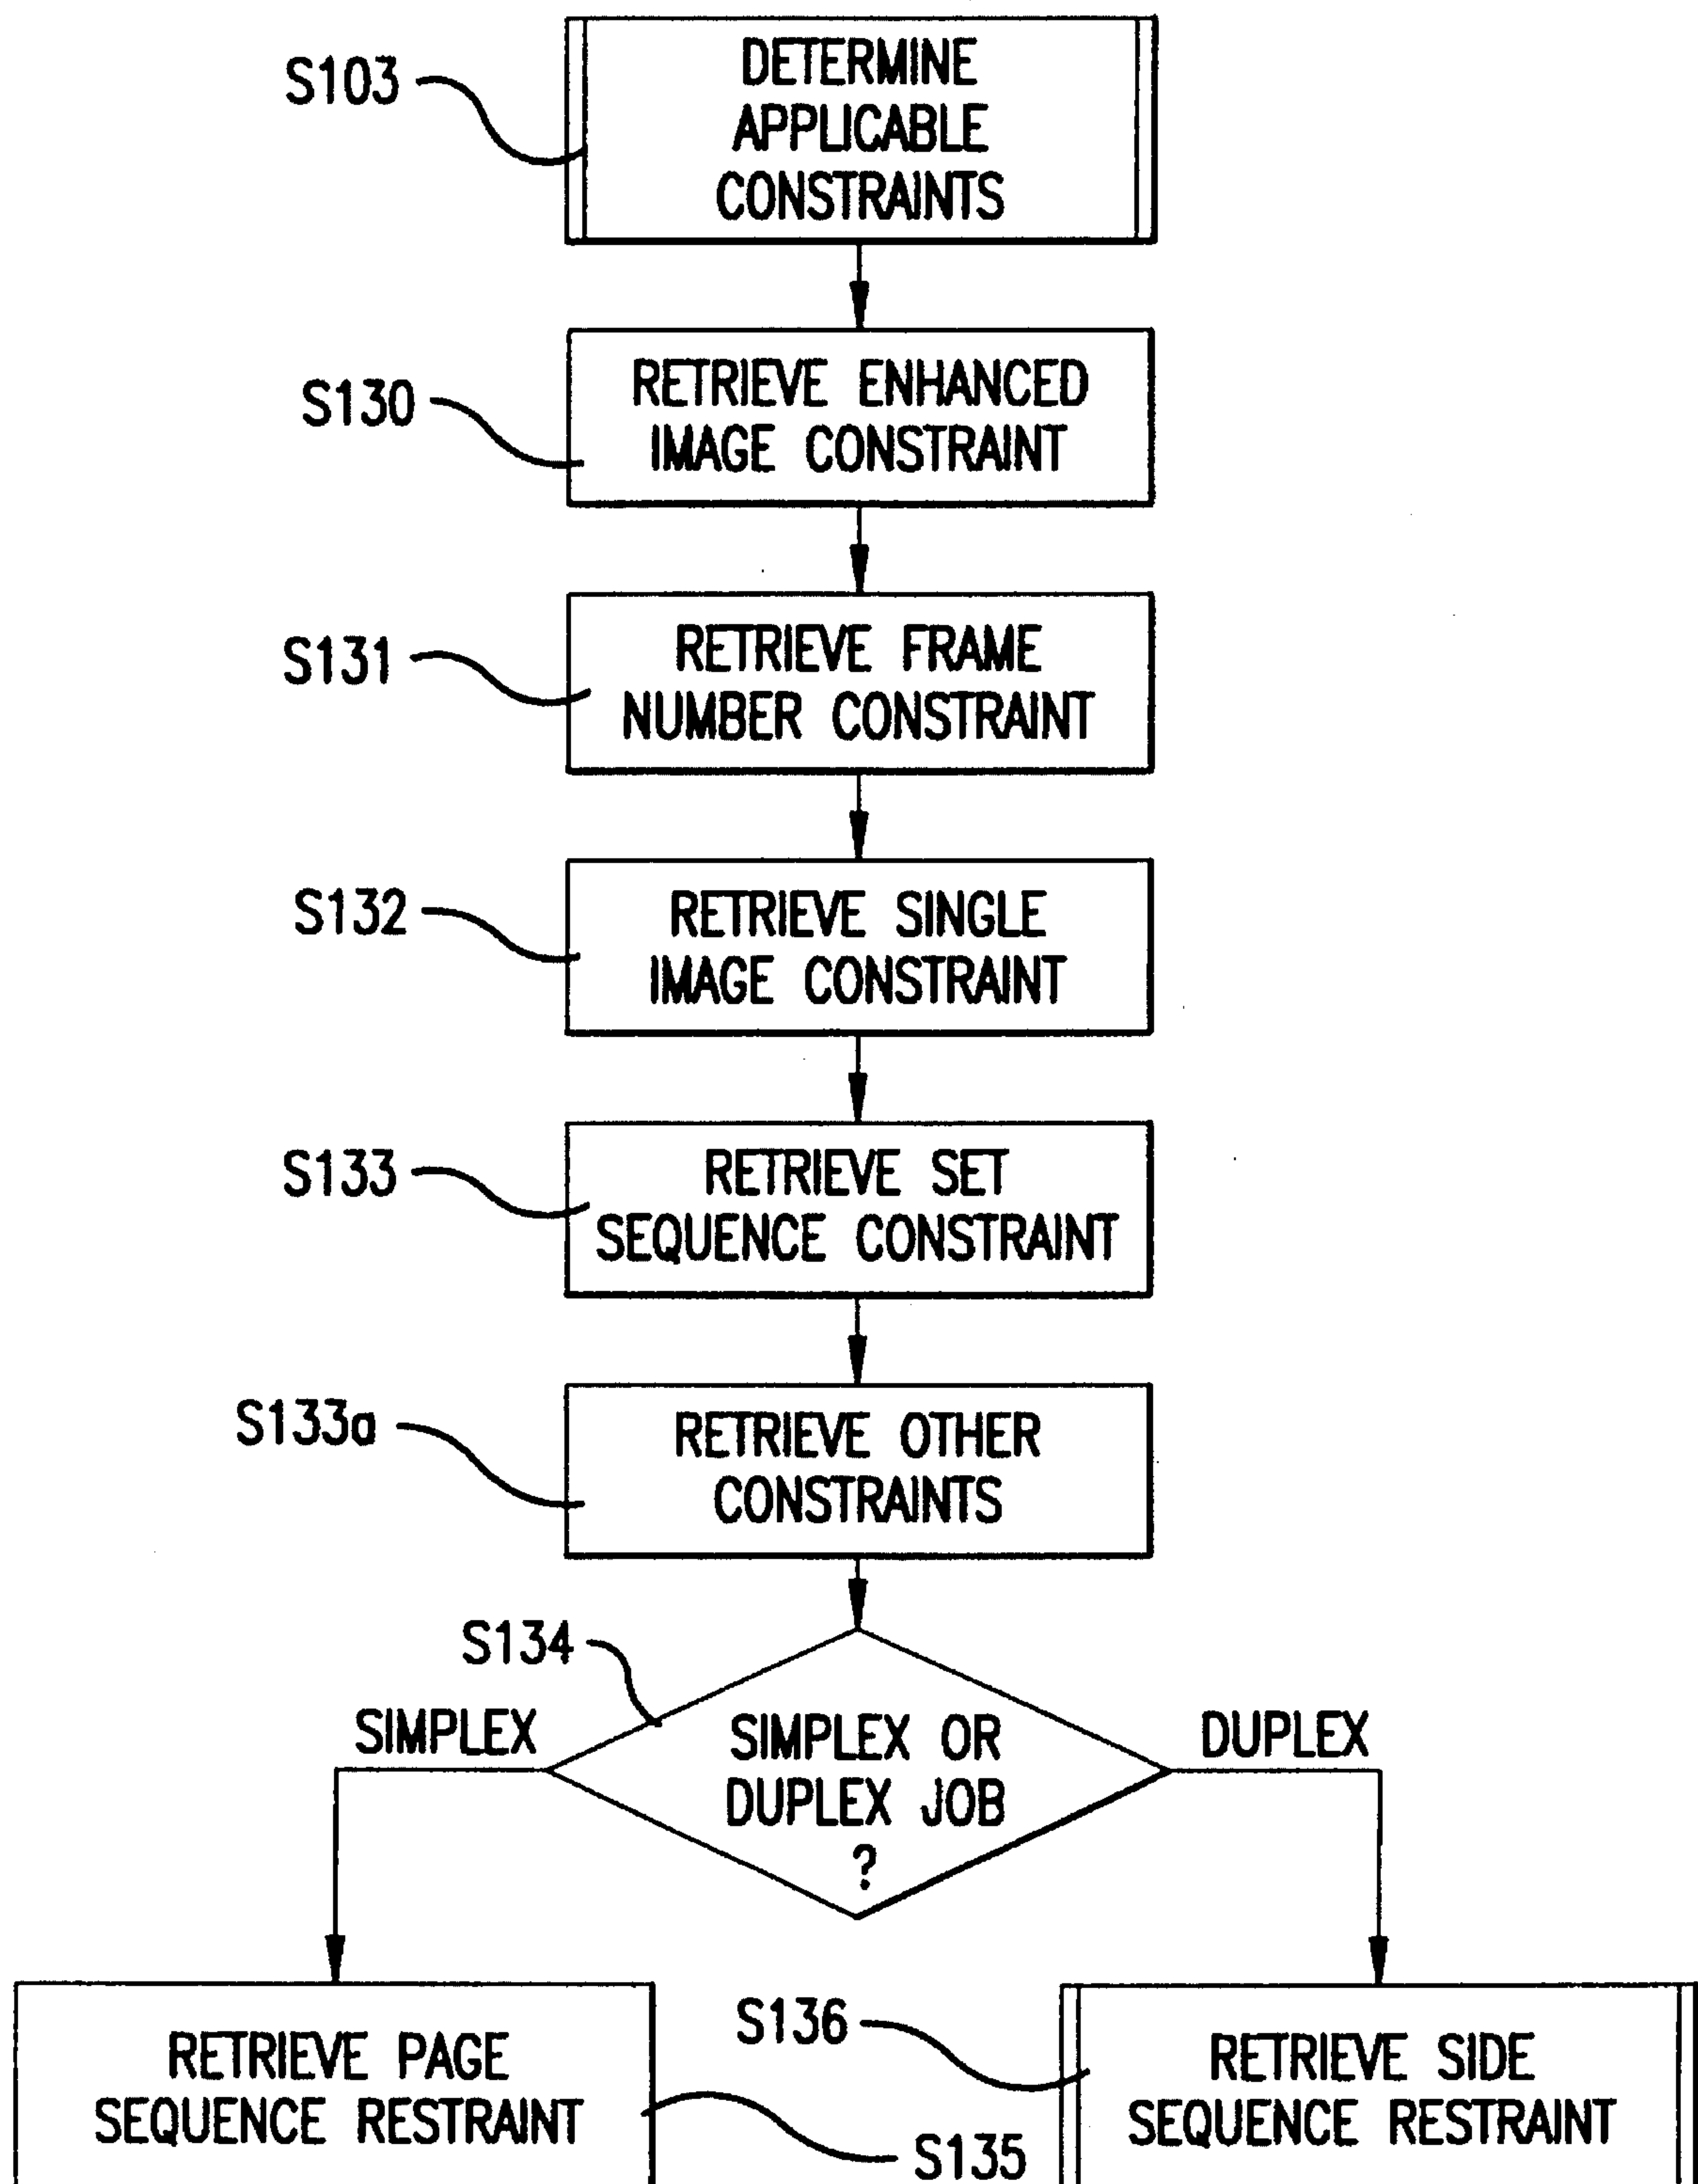 S103
DETERMINE
APPLICABLE
CONSTRAINTS
S130
RETRIEVE ENHANCED
IMAGE CONSTRAINT
S131
RETRIEVE FRAME
NUMBER CONSTRAINT
S132
RETRIEVE SINGLE
IMAGE CONSTRAINT
S133
RETRIEVE SET
SEQUENCE CONSTRAINT
S133a
RETRIEVE OTHER
CONSTRAINTS
S134
SIMPLEX
SIMPLEX OR
DUPLEX JOB
?
DUPLEX
RETRIEVE PAGE
SEQUENCE RESTRAINT
S135
S136
RETRIEVE SIDE
SEQUENCE RESTRAINT